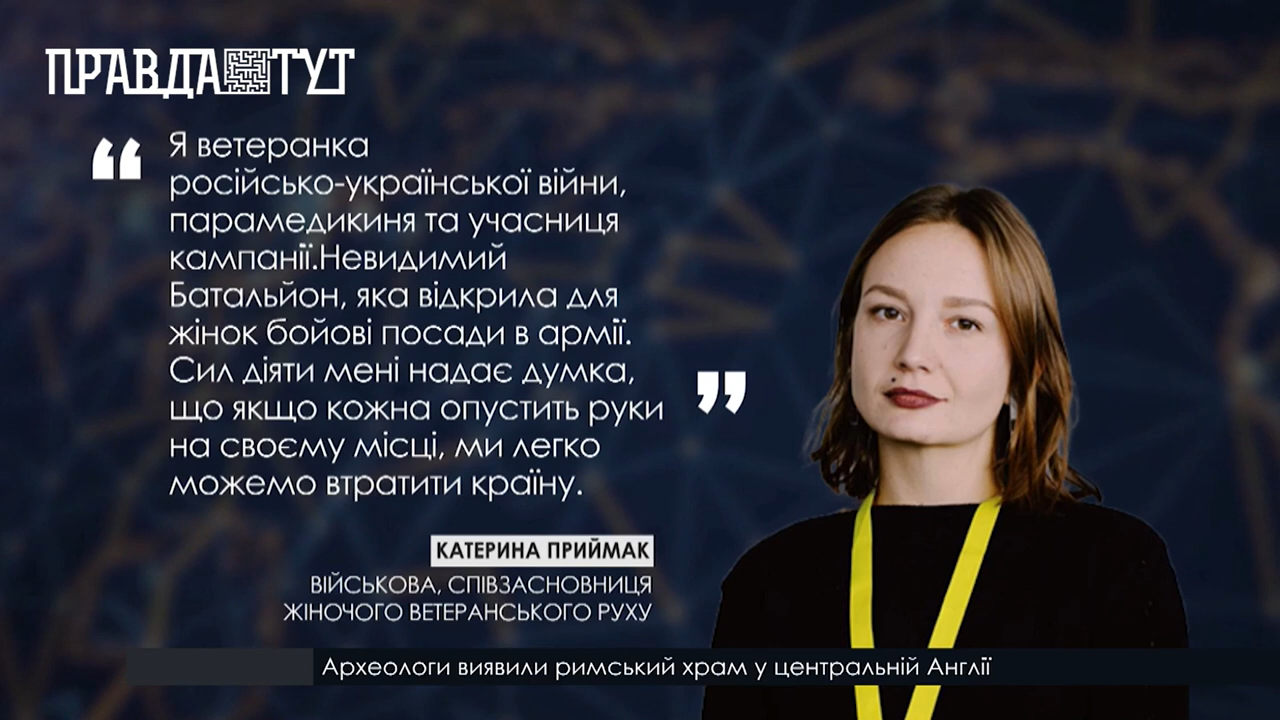 ПРАВДА ТУТ
Я ветеранка
російсько-української війни,
парамедикиня та учасниця
кампанії.Невидимий
Батальйон, яка відкрила для
жінок бойові посади в армії.
Сил діяти мені надає думка,
що якщо кожна опустить руки
на своєму місці, ми легко
можемо втратити країну.
КАТЕРИНА ПРИЙМАК
ВІЙСЬКОВА, СПІВЗАСНОВНИЦЯ
ЖІНОЧОГО ВЕТЕРАНСЬКОГО РУХУ
Археологи виявили римський храм у центральній Англії